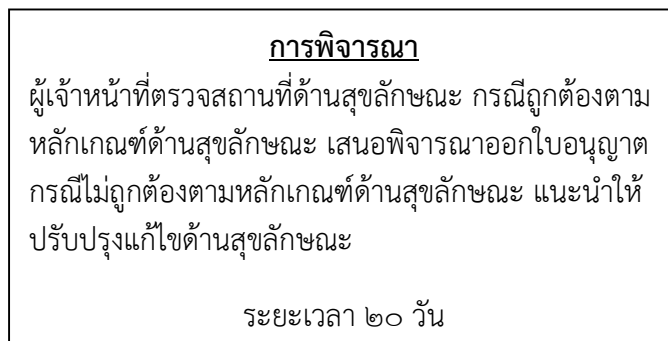 การพิจารณา
ผู้เจ้าหน้าที่ตรวจสถานที่ด้านสุขลักษณะ กรณีถูกต้องตาม
หลักเกณฑ์ด้านสุขลักษณะ เสนอพิจารณาออกใบอนุญาต
กรณีไม่ถูกต้องตามหลักเกณฑ์ด้านสุขลักษณะ แนะนำให้
ปรับปรุงแก้ไขด้านสุขลักษณะ
ระยะเวลา ๒๐ วัน